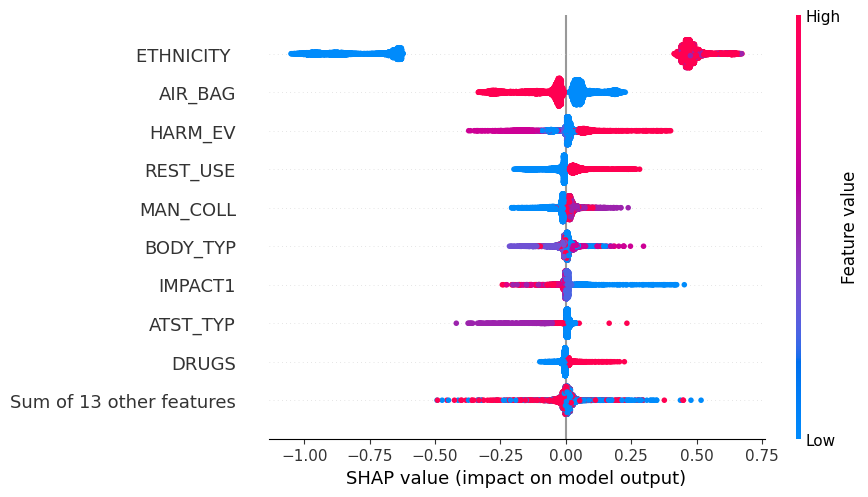 High
ETHNICITY
AIR_BAG
HARM_EV
REST_USE
MAN_COLL
BODY_TYP
IMPACT1
ATST_TYP
DRUGS
Sum of 13 other features
Feature value
Low
−1.00 −0.75 −0.50 −0.25 0.00 0.25 0.50 0.75
SHAP value (impact on model output)